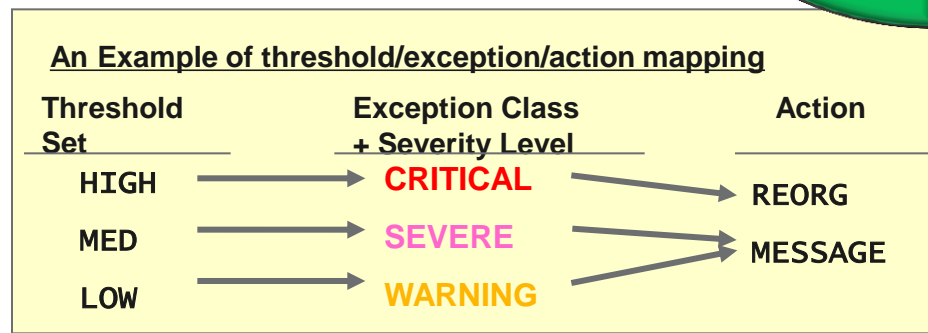 An Example of threshold/exception/action mapping
Threshold Set
Exception Class + Severity Level
Action
HIGH
CRITICAL
REORG
MED
SEVERE
MESSAGE
LOW
WARNING